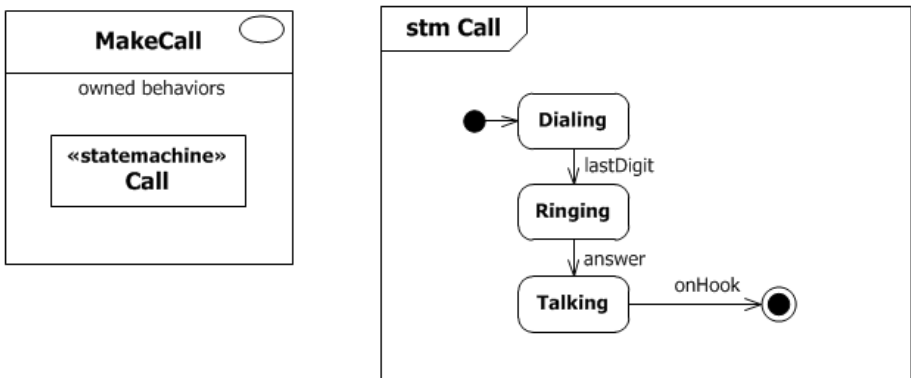 MakeCall
owned behaviors
«statemachine»
Call
stm Call
Dialing
lastDigit
Ringing
answer
Talking
onHook